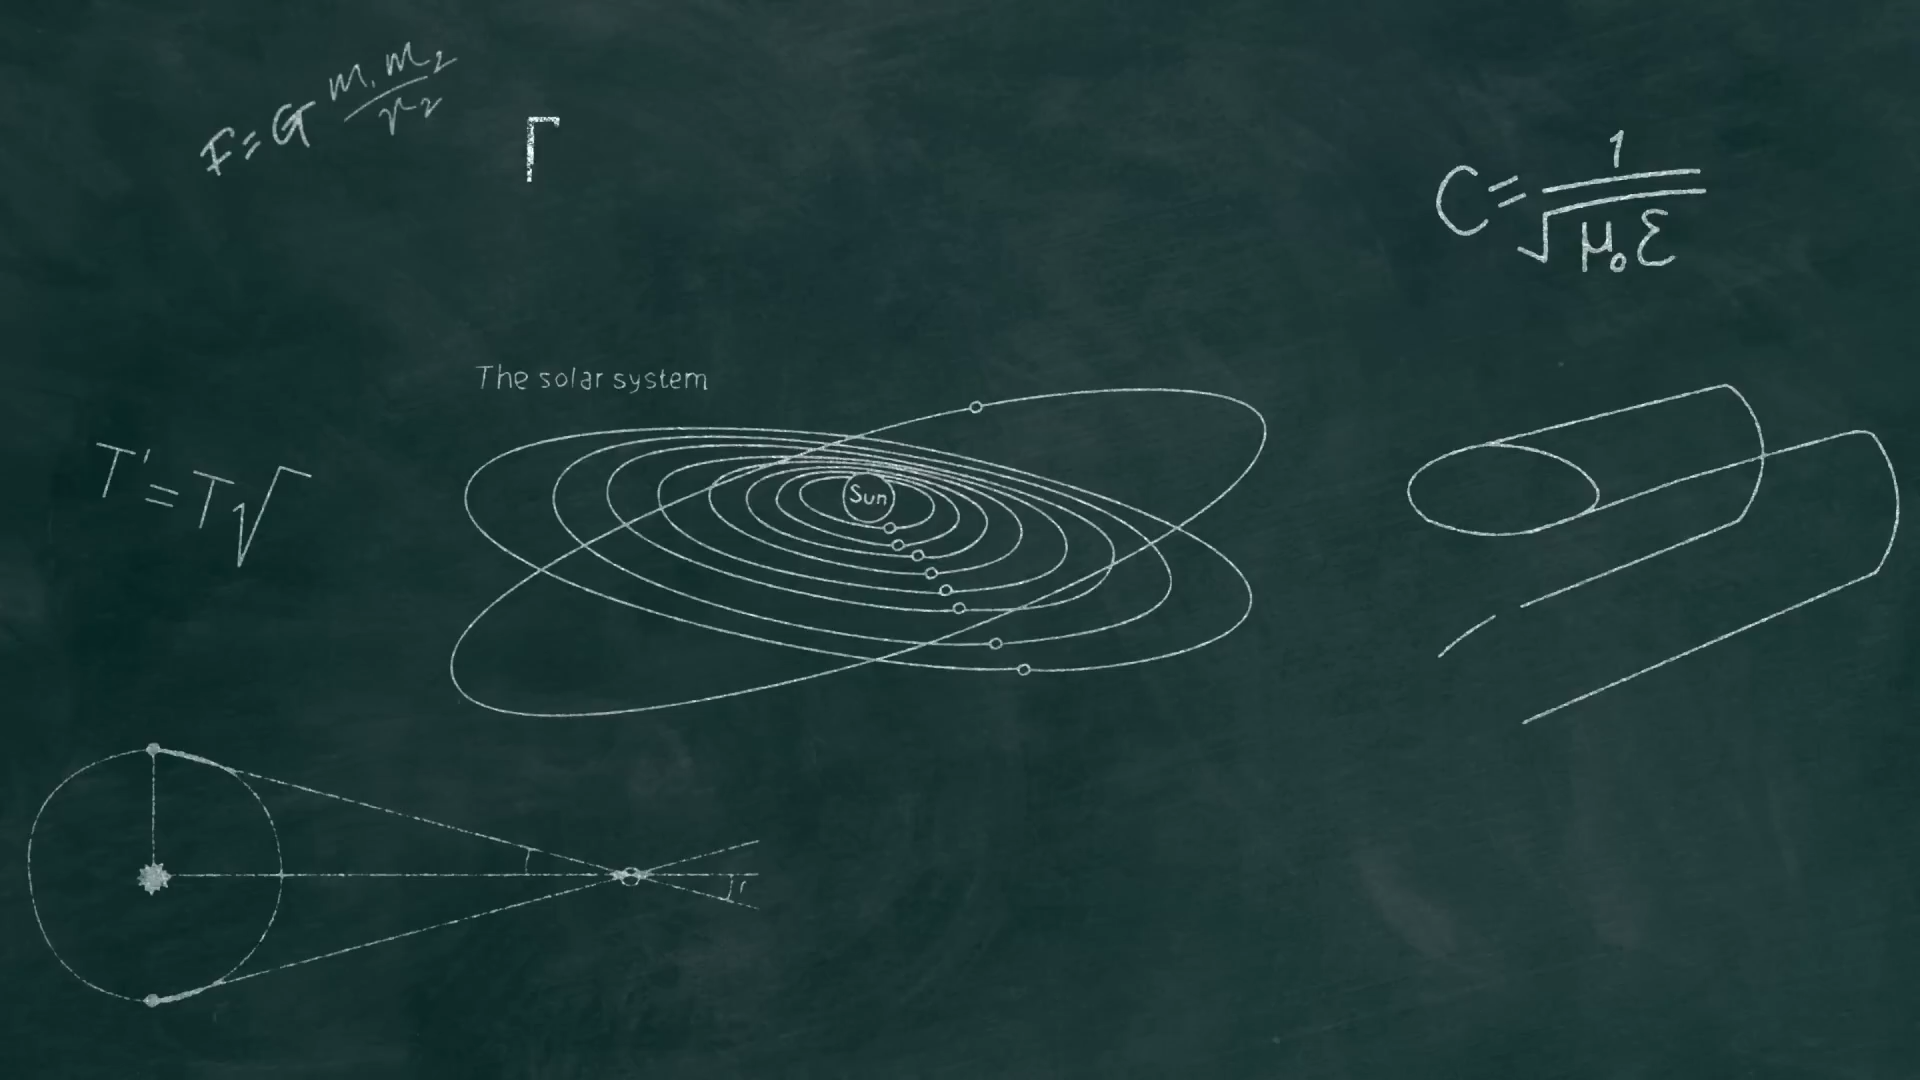 F=G m₁m₂/r₂
Γ
C=1/√μ₀ε
The solar system
Sun
T'=T√